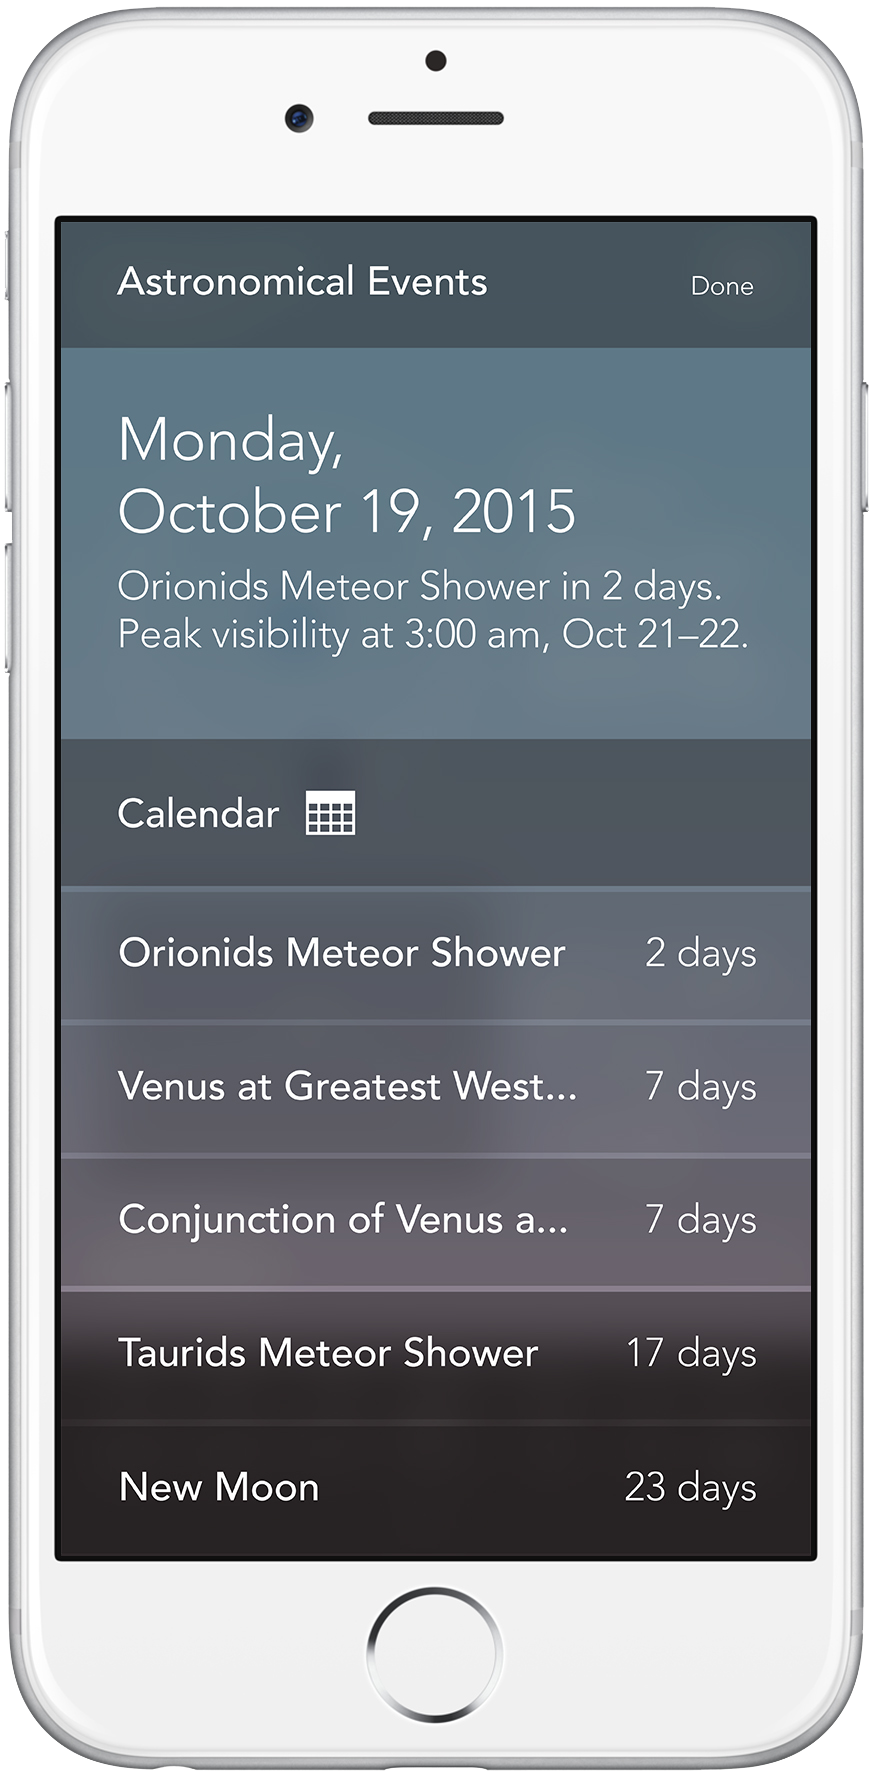 Astronomical Events Done
Monday,
October 19, 2015
Orionids Meteor Shower in 2 days.
Peak visibility at 3:00 am, Oct 21–22.
Calendar
Orionids Meteor Shower 2 days
Venus at Greatest West... 7 days
Conjunction of Venus a... 7 days
Taurids Meteor Shower 17 days
New Moon 23 days